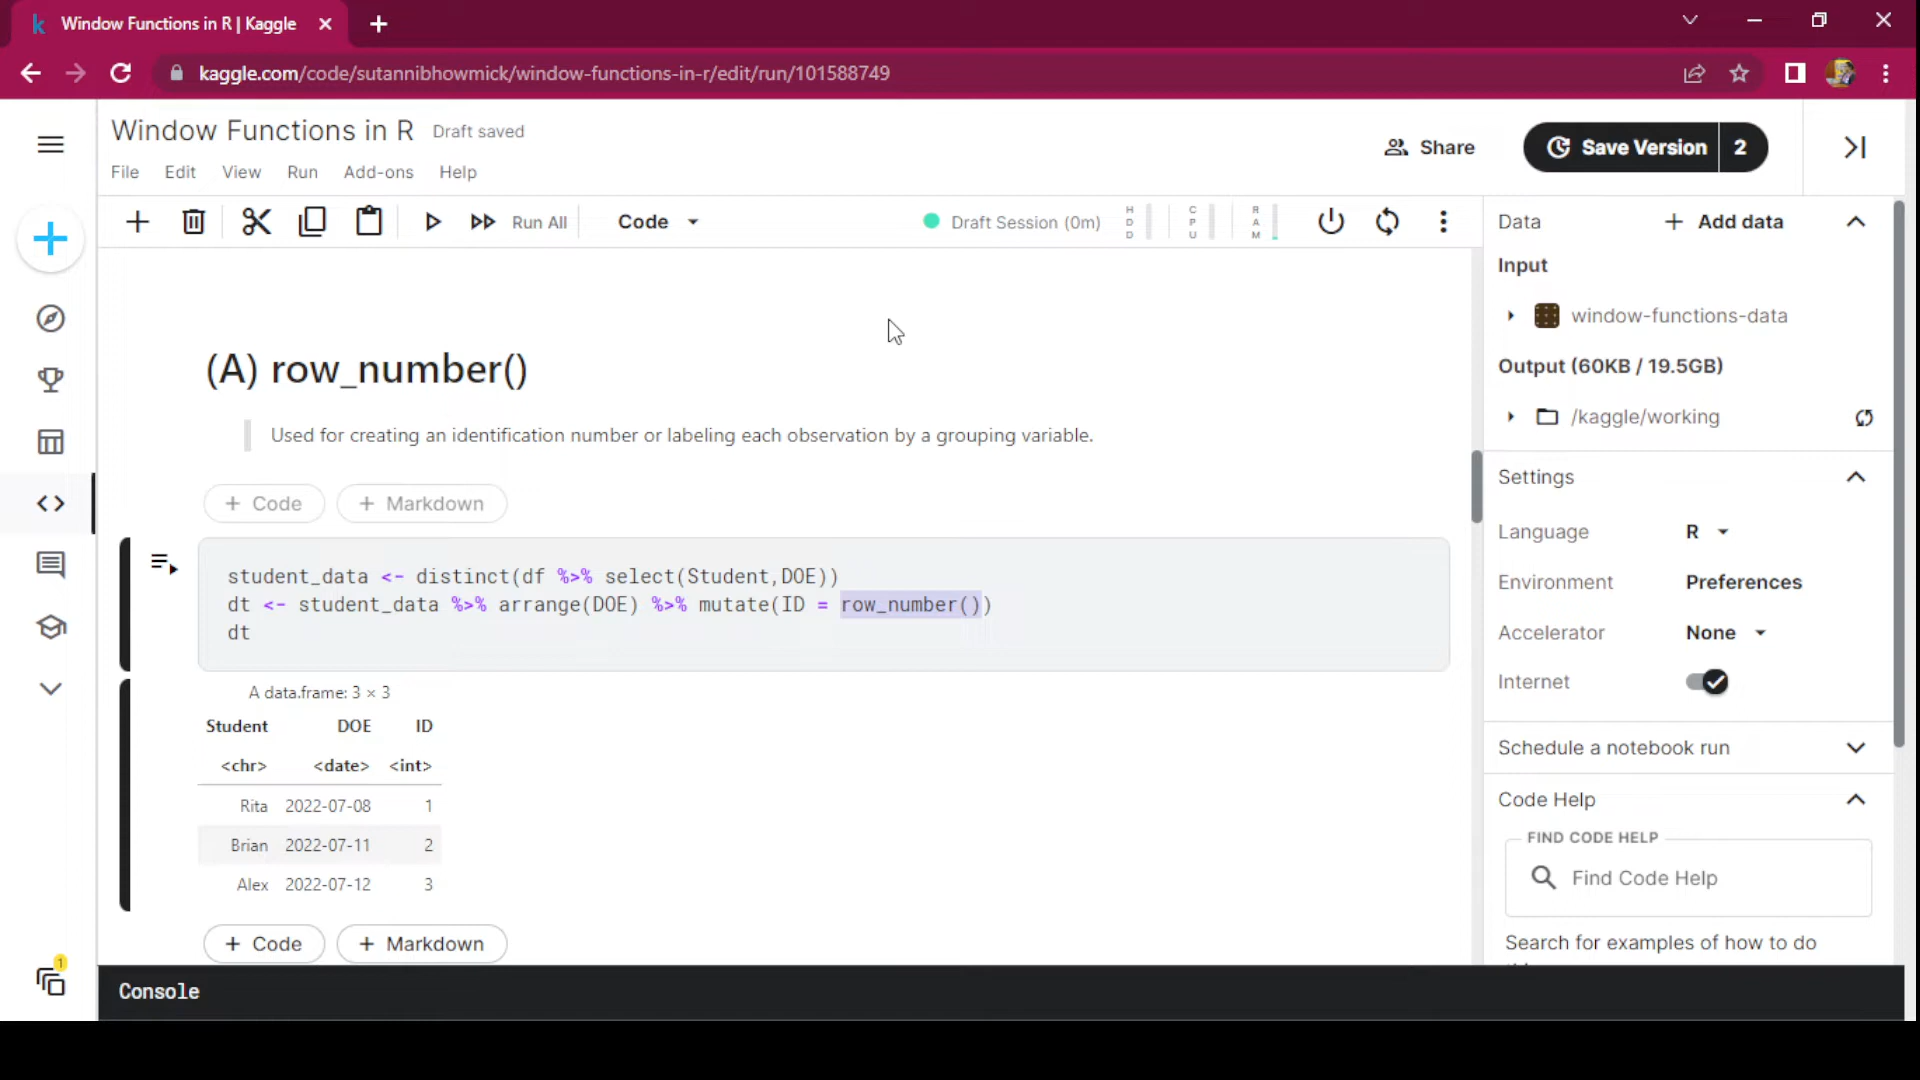 Window Functions in R | Kaggle
kaggle.com/code/sutannibhowmick/window-functions-in-r/edit/run/101588749
Window Functions in R Draft saved
File Edit View Run Add-ons Help
Share
Save Version 2
Run All
Code
Draft Session (0m)
HDD
CPU
RAM
(A) row_number()
Used for creating an identification number or labeling each observation by a grouping variable.
+ Code + Markdown
student_data <- distinct(df %>% select(Student,DOE))
dt <- student_data %>% arrange(DOE) %>% mutate(ID = row_number())
dt
A data.frame: 3 × 3
Student DOE ID
<chr> <date> <int>
Rita 2022-07-08 1
Brian 2022-07-11 2
Alex 2022-07-12 3
+ Code + Markdown
Console
1
Data + Add data
Input
window-functions-data
Output (60KB / 19.5GB)
/kaggle/working
Settings
Language R
Environment Preferences
Accelerator None
Internet
Schedule a notebook run
Code Help
FIND CODE HELP
Find Code Help
Search for examples of how to do